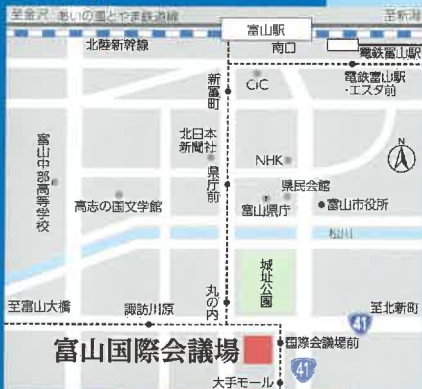 至金沢
あいの風とやま鉄道線
富山駅
至新潟
北陸新幹線
南口
電鉄富山駅
電鉄富山駅
・エスタ前
新富町
CiC
北日本
新聞社
NHK
N
富山中部高等学校
県庁前
県民会館
高志の国文学館
富山県庁
富山市役所
松川
城址公園
丸の内
至富山大橋
諏訪川原
至北新町
41
富山国際会議場
国際会議場前
41
大手モール